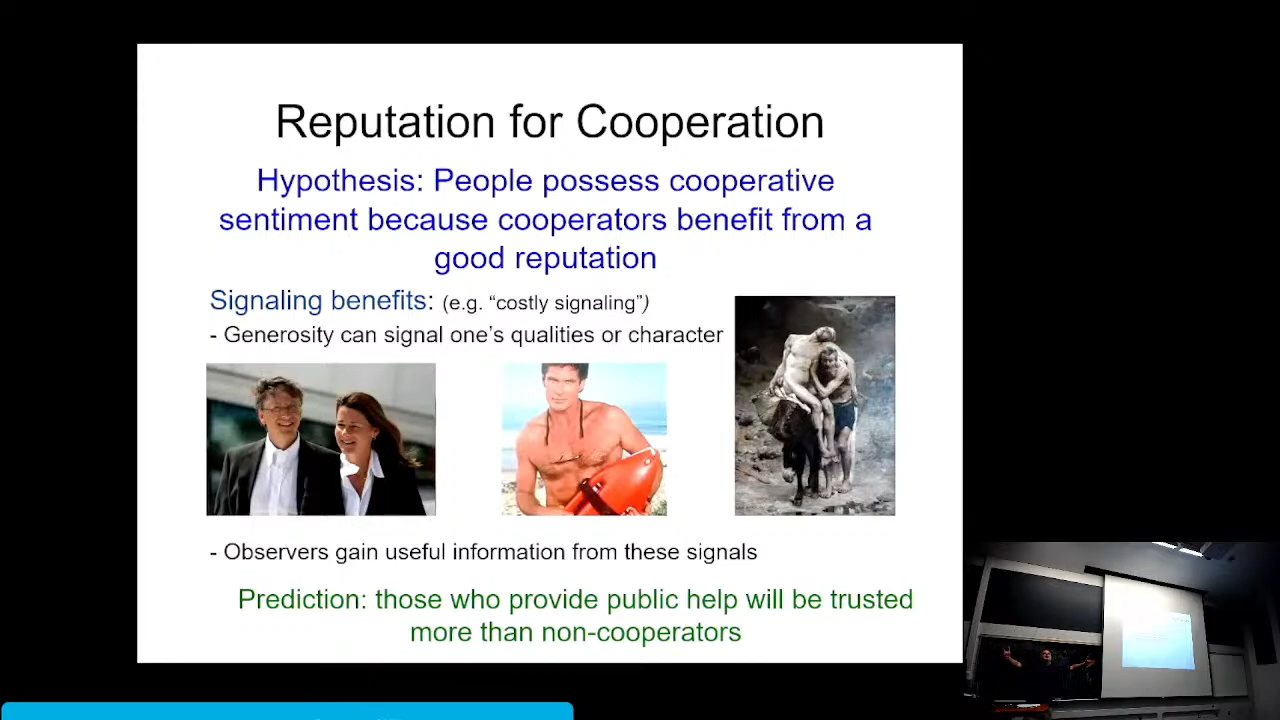 Reputation for Cooperation
Hypothesis: People possess cooperative
sentiment because cooperators benefit from a
good reputation
Signaling benefits: (e.g. “costly signaling”)
- Generosity can signal one’s qualities or character
- Observers gain useful information from these signals
Prediction: those who provide public help will be trusted
more than non-cooperators